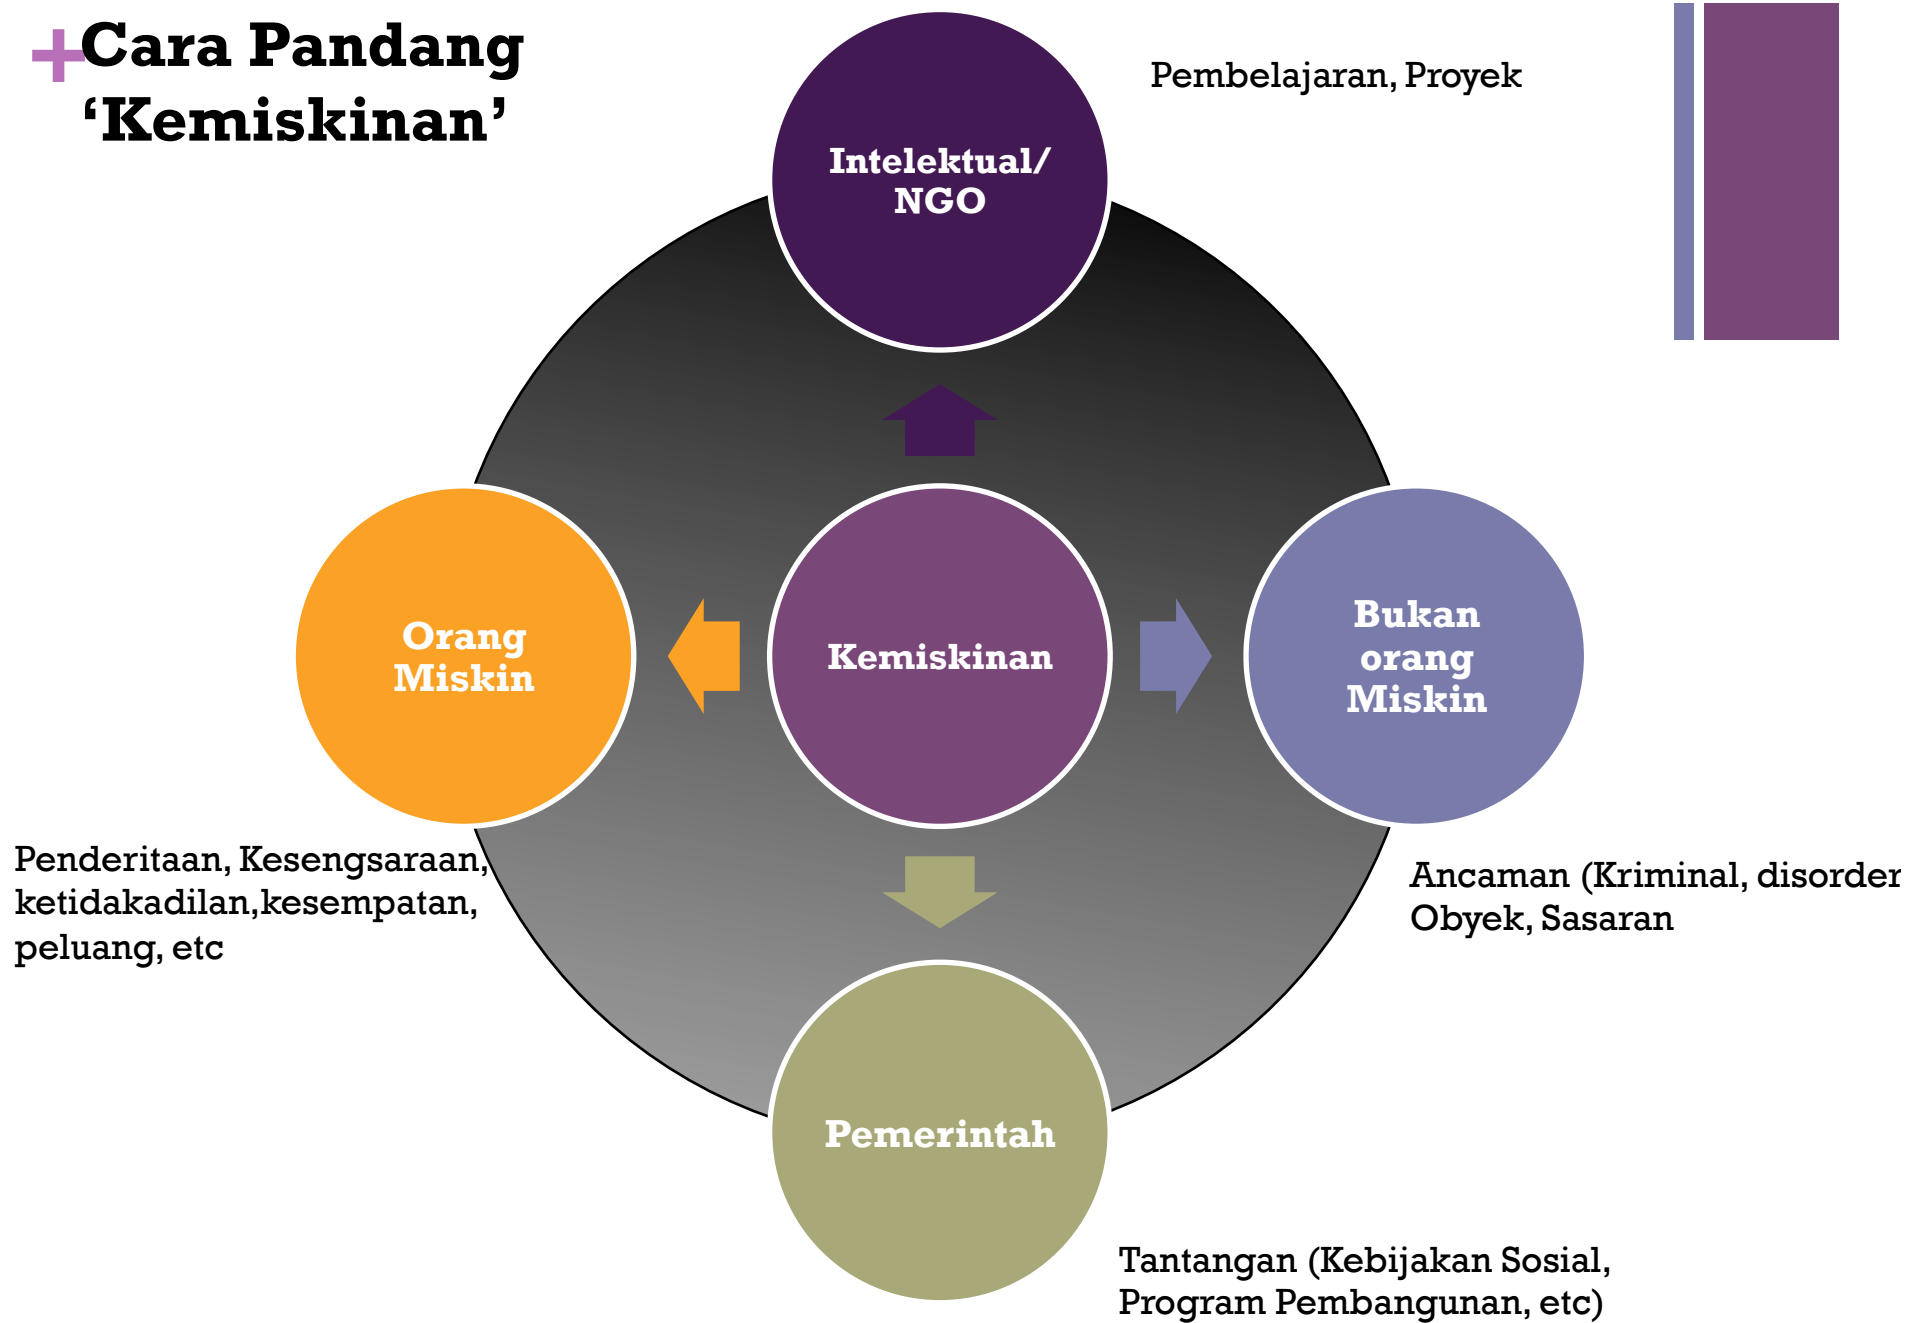 +Cara Pandang
‘Kemiskinan’
Pembelajaran, Proyek
Intelektual/
NGO
Orang
Miskin
Kemiskinan
Bukan
orang
Miskin
Penderitaan, Kesengsaraan,
ketidakadilan,kesempatan,
peluang, etc
Ancaman (Kriminal, disorder
Obyek, Sasaran
Pemerintah
Tantangan (Kebijakan Sosial,
Program Pembangunan, etc)